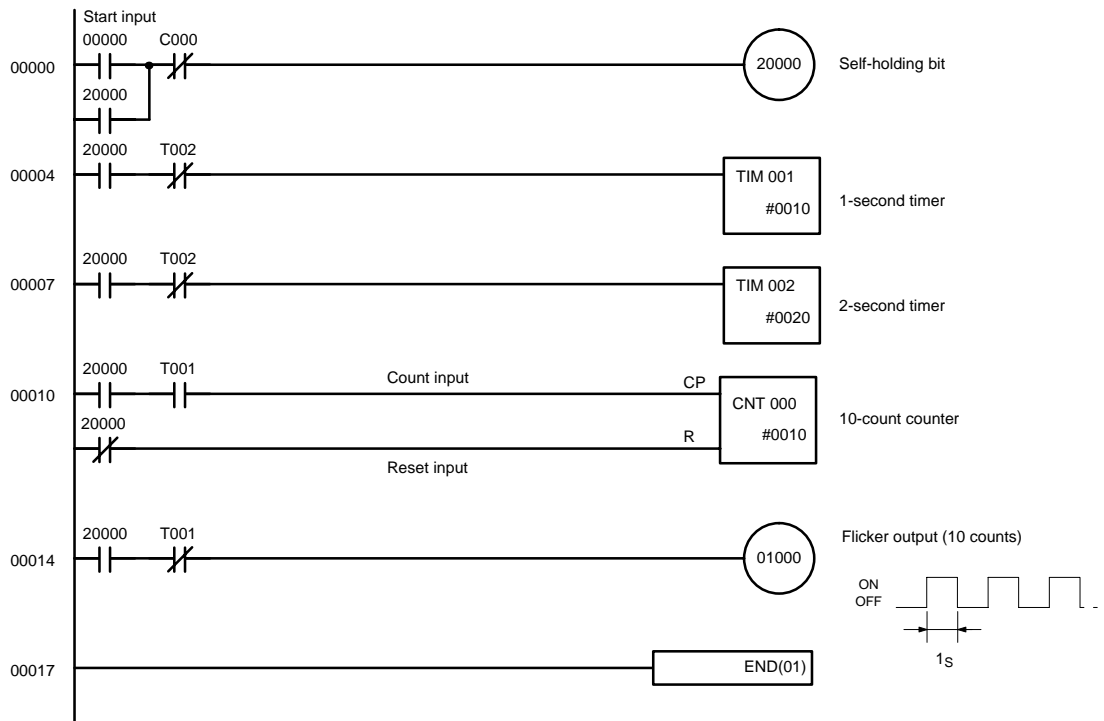 Start input
00000 C000
00000 20000 Self-holding bit
20000
20000 T002
00004 TIM 001
#0010 1-second timer
20000 T002
00007 TIM 002
#0020 2-second timer
20000 T001 Count input CP
00010 CNT 000
#0010 10-count counter
20000 R
Reset input
20000 T001 Flicker output (10 counts)
00014 01000
ON
OFF
1S
00017 END(01)